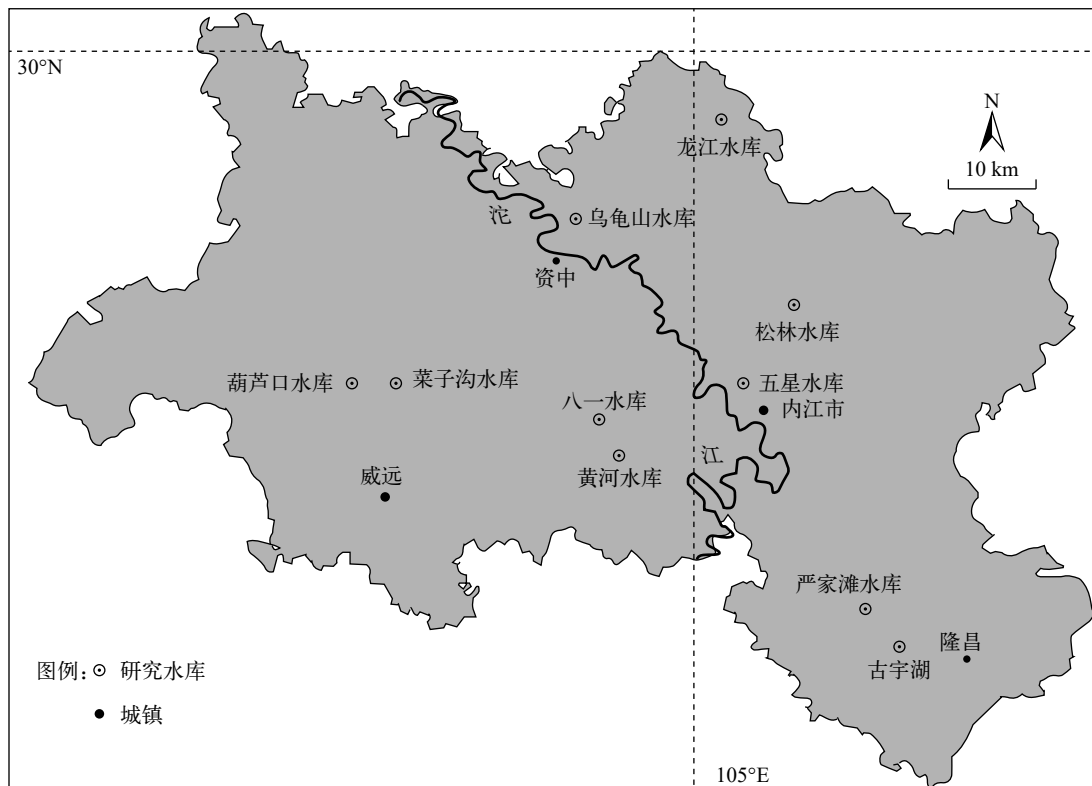 30°N
N
10 km
龙江水库
沱
乌龟山水库
资中
松林水库
葫芦口水库
菜子沟水库
五星水库
八一水库
内江市
江
黄河水库
威远
严家滩水库
隆昌
古宇湖
图例:
研究水库
城镇
105°E